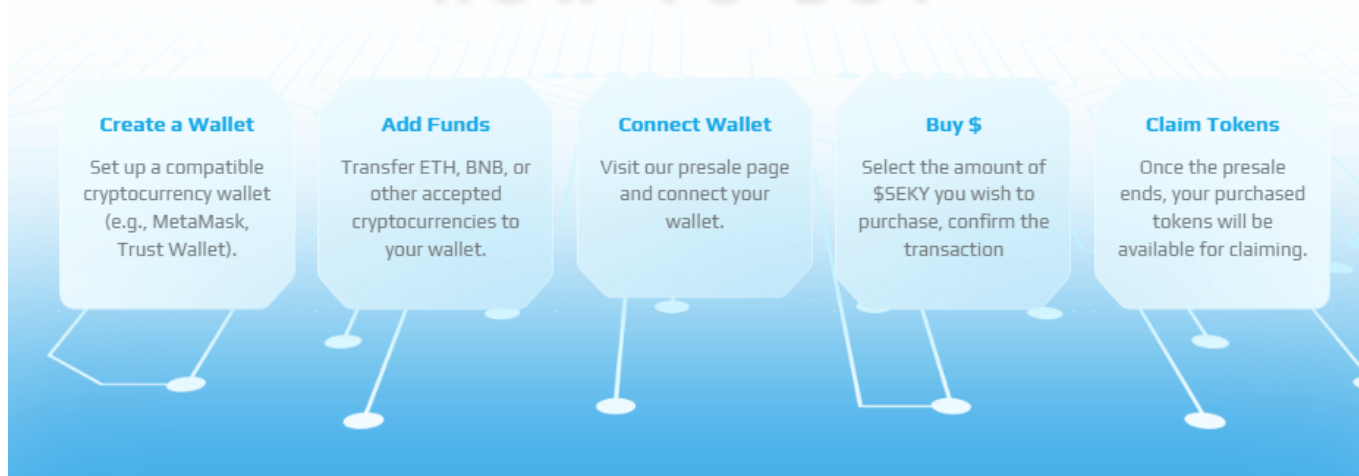 Create a Wallet
Set up a compatible
cryptocurrency wallet
(e.g., MetaMask,
Trust Wallet).
Add Funds
Transfer ETH, BNB, or
other accepted
cryptocurrencies to
your wallet.
Connect Wallet
Visit our presale page
and connect your
wallet.
Buy $
Select the amount of
$SEKY you wish to
purchase, confirm the
transaction
Claim Tokens
Once the presale
ends, your purchased
tokens will be
available for claiming.